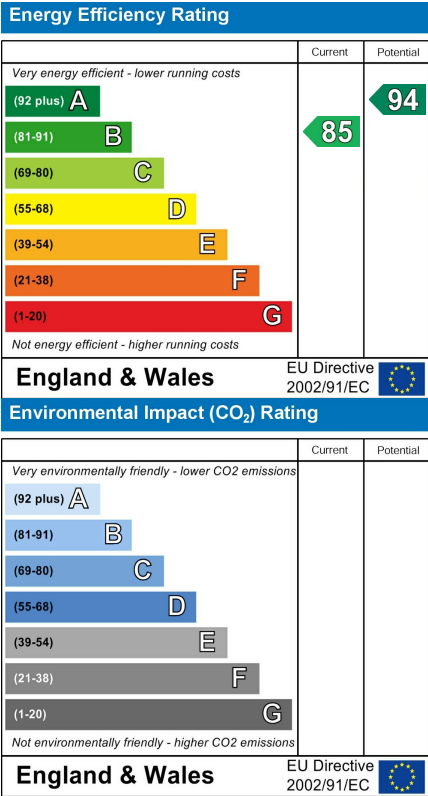 Energy Efficiency Rating
Current Potential
Very energy efficient - lower running costs
(92 plus) A
94
(81-91) B
85
(69-80) C
(55-68) D
(39-54) E
(21-38) F
(1-20) G
Not energy efficient - higher running costs
England & Wales
EU Directive
2002/91/EC
Environmental Impact (CO₂) Rating
Current Potential
Very environmentally friendly - lower CO2 emissions
(92 plus) A
(81-91) B
(69-80) C
(55-68) D
(39-54) E
(21-38) F
(1-20) G
Not environmentally friendly - higher CO2 emissions
England & Wales
EU Directive
2002/91/EC